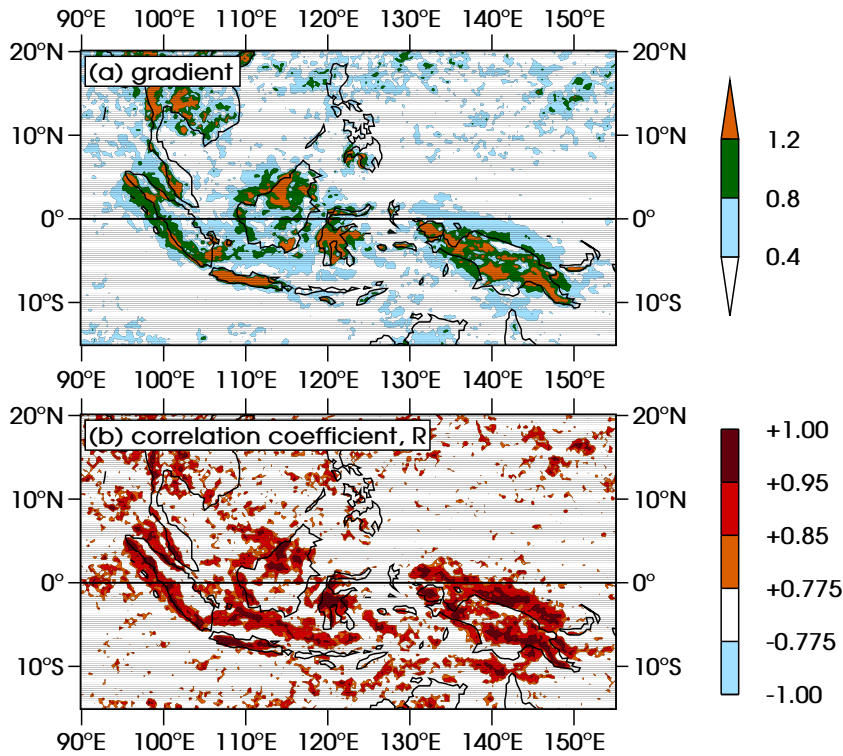 90°E 100°E 110°E 120°E 130°E 140°E 150°E
20°N 20°N
(a) gradient
10°N 10°N
0° 0°
10°S 10°S
90°E 100°E 110°E 120°E 130°E 140°E 150°E
1.2
0.8
0.4
20°N 20°N
(b) correlation coefficient, R
10°N 10°N
0° 0°
10°S 10°S
90°E 100°E 110°E 120°E 130°E 140°E 150°E
+1.00
+0.95
+0.85
+0.775
-0.775
-1.00